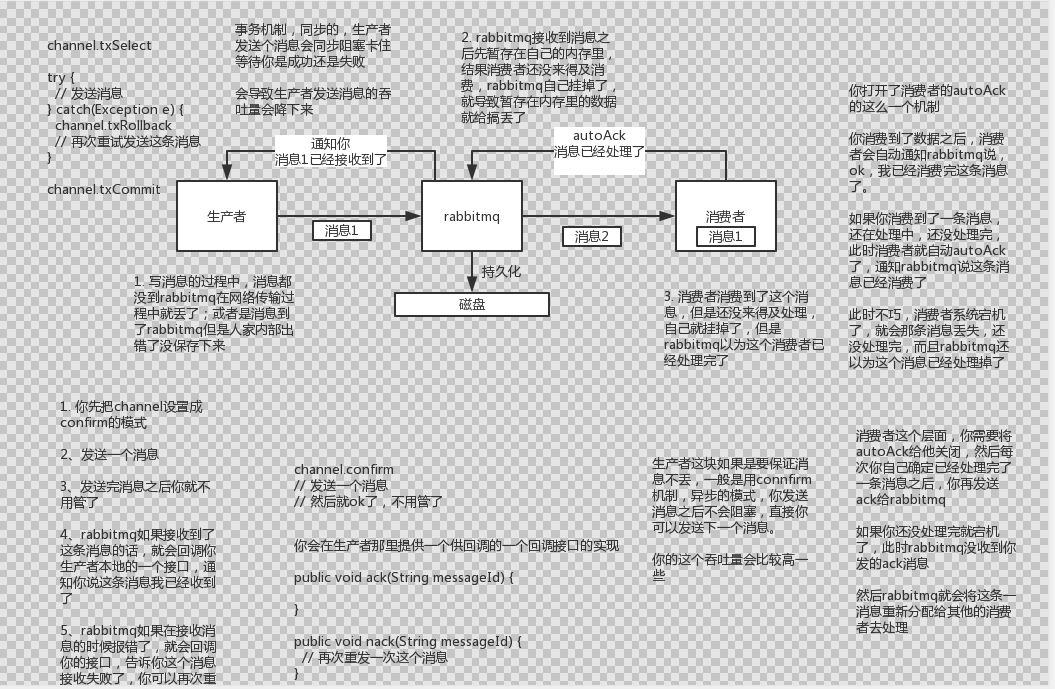 channel.txSelect
try {
// 发送消息
} catch(Exception e) {
channel.txRollback
// 再次重试发送这条消息
}
channel.txCommit
事务机制，同步的，生产者
发送个消息会同步阻塞卡住
等待你是成功还是失败
会导致生产者发送消息的吞
吐量会降下来
2. rabbitmq接收到消息之
后先暂存在自己的内存里，
结果消费者还没来得及消
费，rabbitmq自己挂掉了，
就导致暂存在内存里的数据
就给搞丢了
你打开了消费者的autoAck
的这么一个机制
你消费到了数据之后，消费
者会自动通知rabbitmq说，
ok，我已经消费完这条消息
了。
如果你消费到了一条消息，
还在处理中，还没处理完，
此时消费者就自动autoAck
了，通知rabbitmq说这条消
息已经消费了
此时不巧，消费者系统宕机
了，就会那条消息丢失，还
没处理完，而且rabbitmq还
以为这个消息已经处理掉了
通知你
消息1已经接收到了
autoAck
消息已经处理了
生产者
消息1
rabbitmq
消息2
消费者
消息1
持久化
磁盘
1. 写消息的过程中，消息都
没到rabbitmq在网络传输过
程中就丢了；或者是消息到
了rabbitmq但是人家内部出
错了没保存下来
3. 消费者消费到了这个消
息，但是还没来得及处理，
自己就挂掉了，但是
rabbitmq以为这个消费者已
经处理完了
1. 你先把channel设置成
confirm的模式
2、发送一个消息
3、发送完消息之后你就不
用管了
4、rabbitmq如果接收到了
这条消息的话，就会回调你
生产者本地的一个接口，通
知你说这条消息我已经收到
了
5、rabbitmq如果在接收消
息的时候报错了，就会回调
你的接口，告诉你这个消息
接收失败了，你可以再次重
channel.confirm
// 发送一个消息
// 然后就ok了，不用管了
你会在生产者那里提供一个供回调的一个回调接口的实现
public void ack(String messageId) {
}
public void nack(String messageId) {
// 再次重发一次这个消息
}
生产者这块如果是要保证消
息不丢，一般是用connfirm
机制，异步的模式，你发送
消息之后不会阻塞，直接你
可以发送下一个消息。
你的这个吞吐量会比较高一
些
消费者这个层面，你需要将
autoAck给他关闭，然后每
次你自己确定已经处理完了
一条消息之后，你再发送
ack给rabbitmq
如果你还没处理完就宕机
了，此时rabbitmq没收到你
发的ack消息
然后rabbitmq就会将这条一
消息重新分配给其他的消费
者去处理